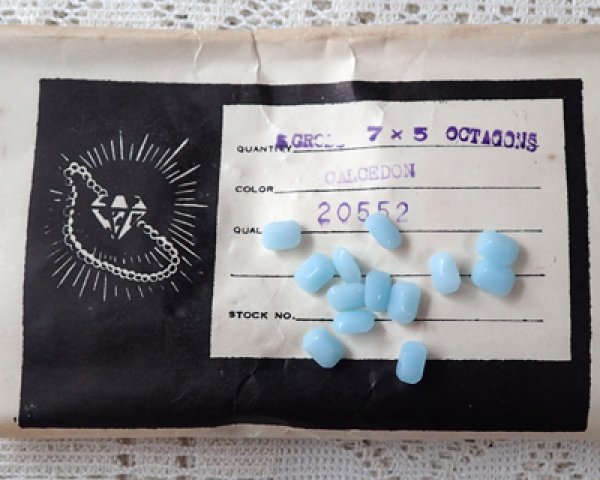 QUANTITY 5 GROSS 7 × 5 OCTAGONS
COLOR CALCEDON
QUAL 20552
STOCK NO.